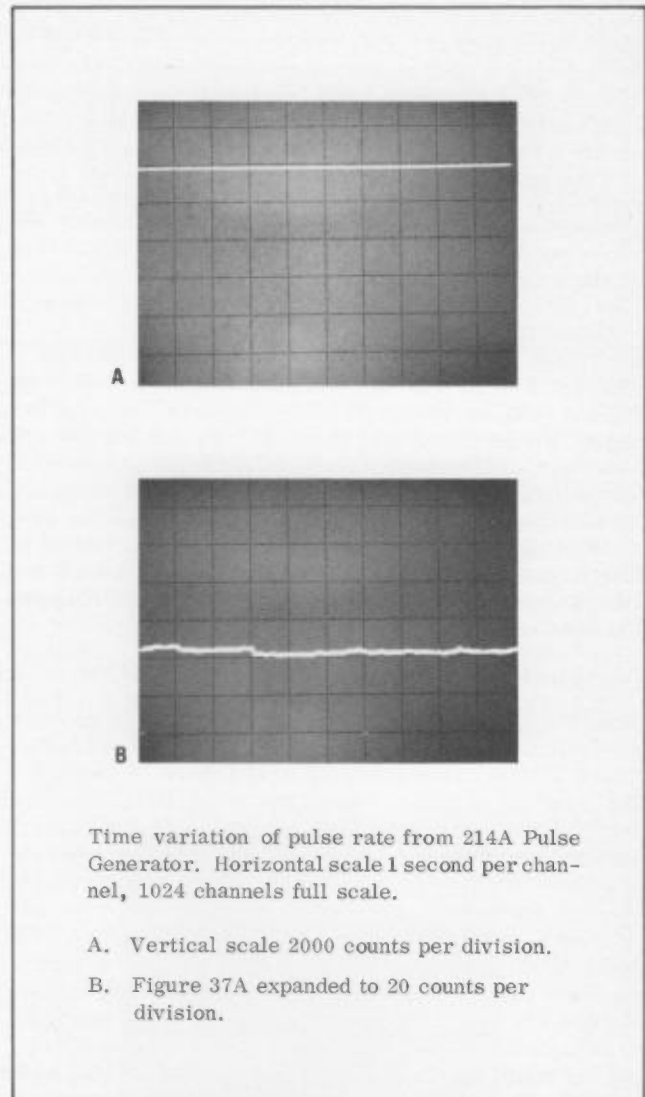 A
B
Time variation of pulse rate from 214A Pulse
Generator. Horizontal scale 1 second per chan-
nel, 1024 channels full scale.
A. Vertical scale 2000 counts per division.
B. Figure 37A expanded to 20 counts per
division.